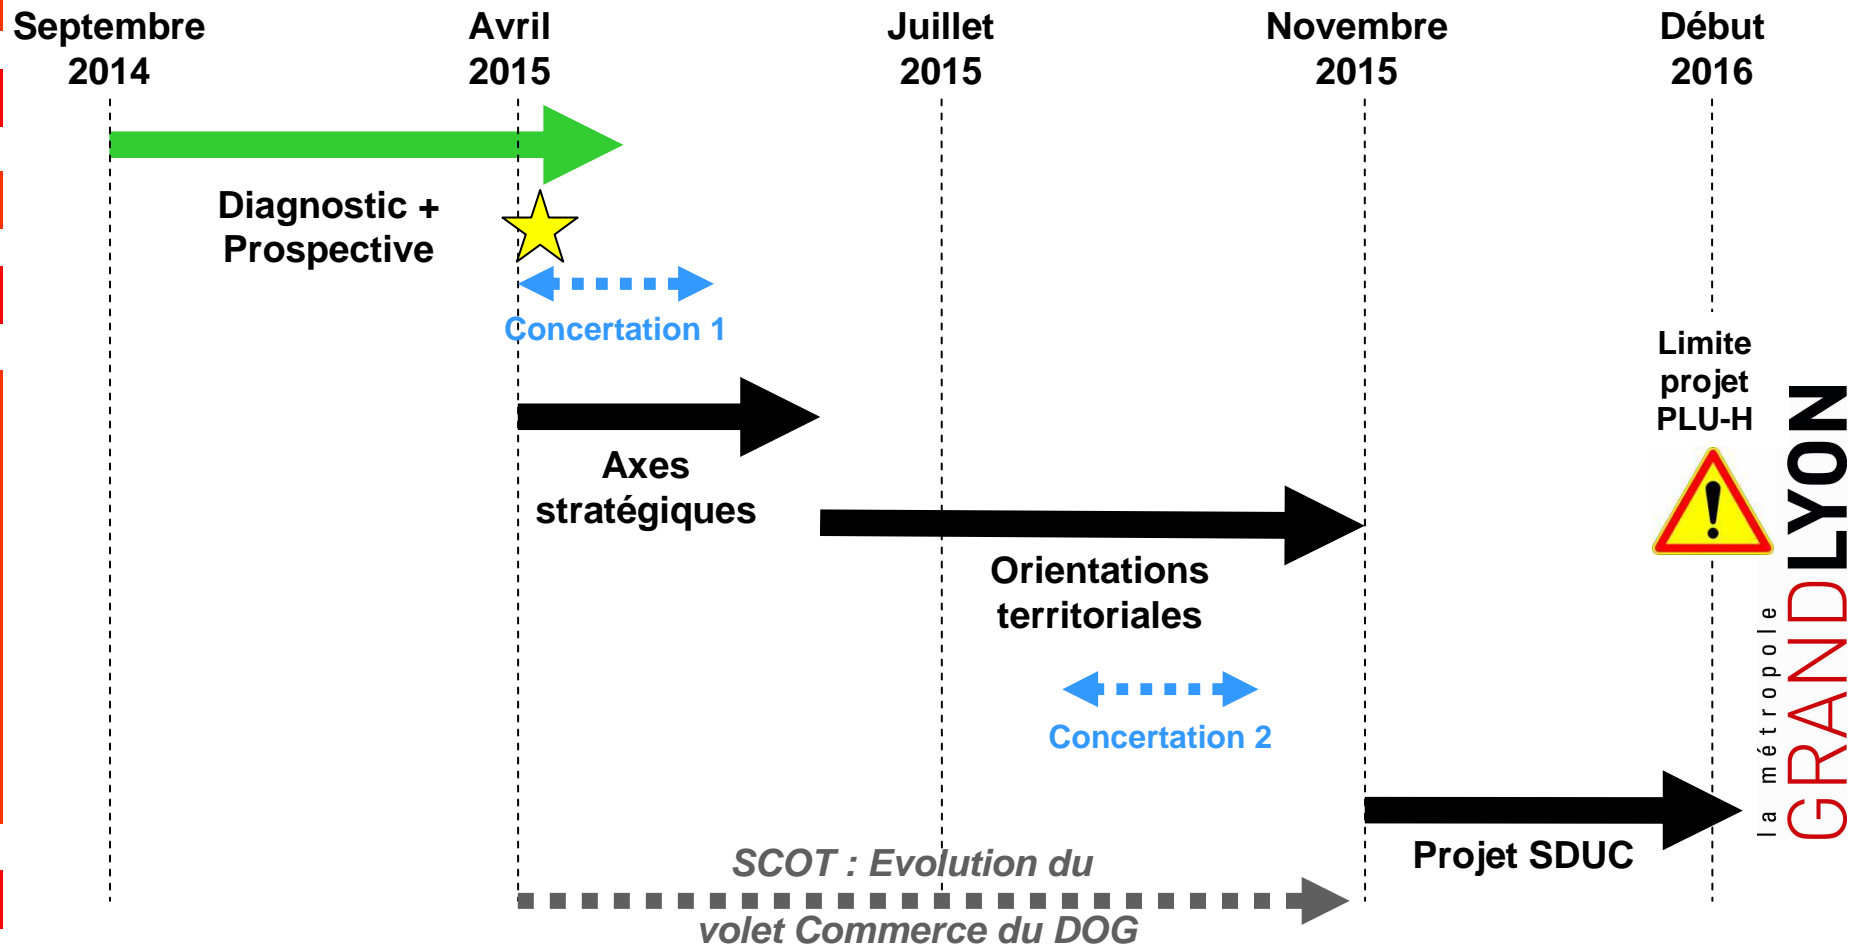 Septembre
2014
Avril
2015
Juillet
2015
Novembre
2015
Début
2016
Diagnostic +
Prospective
Concertation 1
Limite
projet
PLU-H
Axes
stratégiques
Orientations
territoriales
Concertation 2
Projet SDUC
SCOT : Evolution du
volet Commerce du DOG
la métropole
GRANDLYON